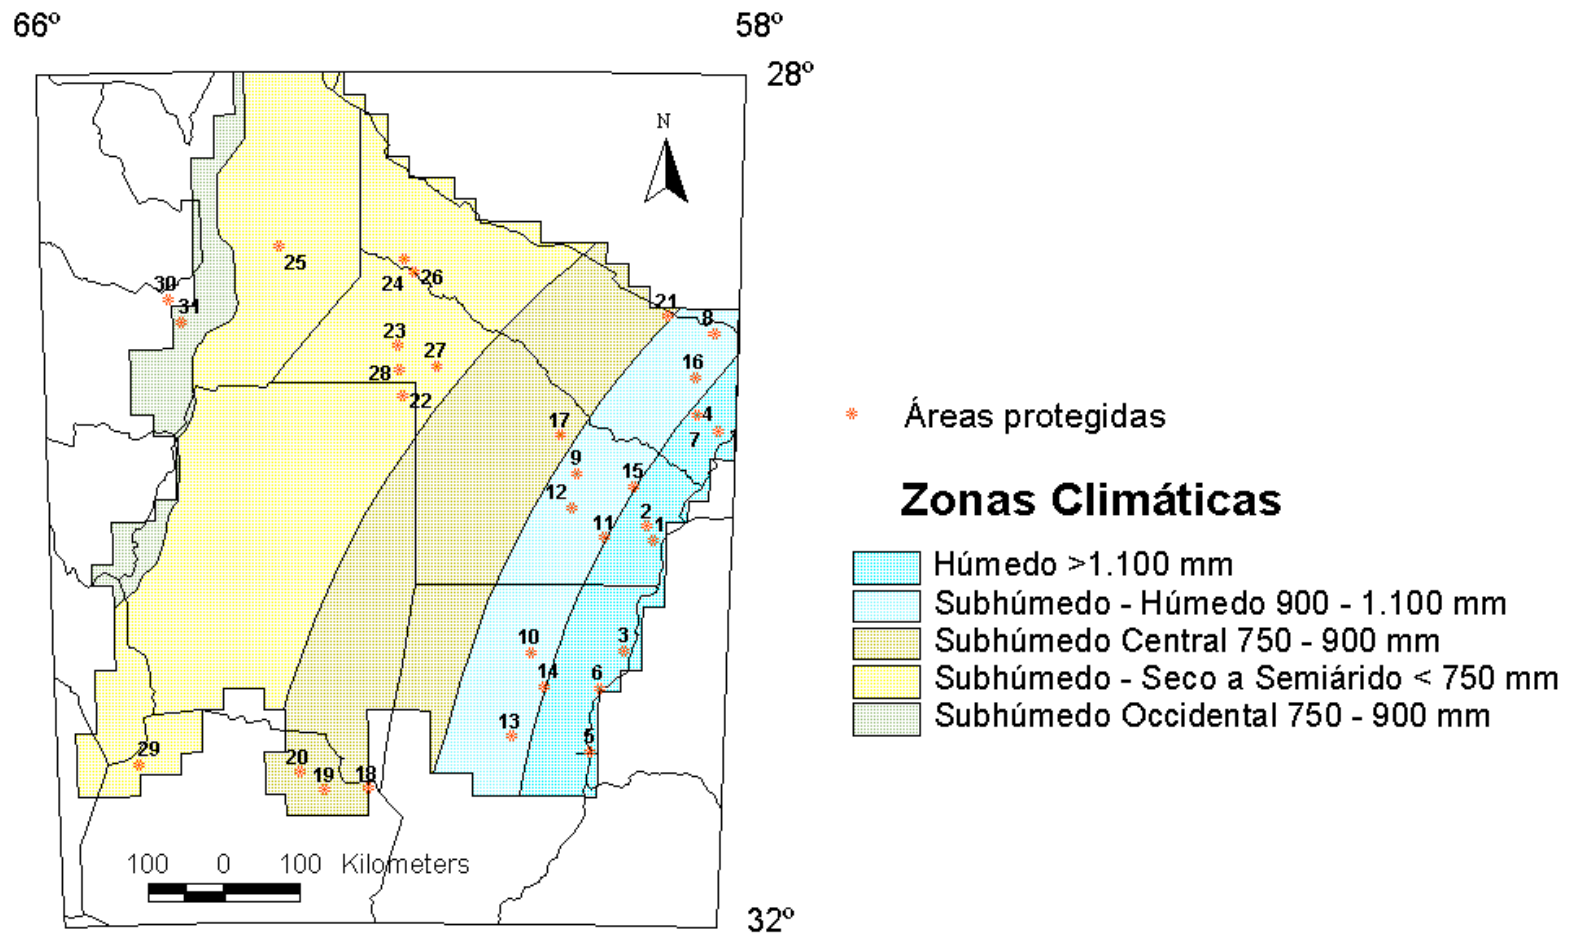 66º
58º
28º
N
25
24
26
30
31
21
8
23
27
16
28
22
4
17
7
9
15
12
2
11
1
10
3
14
6
13
5
29
20
19
18
100 0 100 Kilometers
32º
Áreas protegidas
Zonas Climáticas
Húmedo >1.100 mm
Subhúmedo - Húmedo 900 - 1.100 mm
Subhúmedo Central 750 - 900 mm
Subhúmedo - Seco a Semiárido < 750 mm
Subhúmedo Occidental 750 - 900 mm